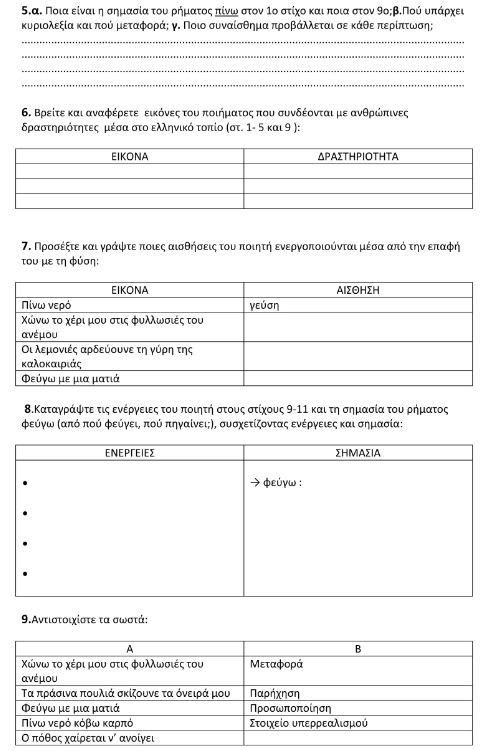 5.α. Ποια είναι η σημασία του ρήματος πίνω στον 1ο στίχο και ποια στον 9ο;β.Πού υπάρχει
κυριολεξία και πού μεταφορά; γ. Ποιο συναίσθημα προβάλλεται σε κάθε περίπτωση;
6. Βρείτε και αναφέρετε εικόνες του ποιήματος που συνδέονται με ανθρώπινες
δραστηριότητες μέσα στο ελληνικό τοπίο (στ. 1- 5 και 9 ):
ΕΙΚΟΝΑ ΔΡΑΣΤΗΡΙΟΤΗΤΑ
7. Προσέξτε και γράψτε ποιες αισθήσεις του ποιητή ενεργοποιούνται μέσα από την επαφή
του με τη φύση:
ΕΙΚΟΝΑ ΑΙΣΘΗΣΗ
Πίνω νερό γεύση
Χώνω το χέρι μου στις φυλλωσιές του
ανέμου
Οι λεμονιές αρδεύουνε τη γύρη της
καλοκαιριάς
Φεύγω με μια ματιά
8.Καταγράψτε τις ενέργειες του ποιητή στους στίχους 9-11 και τη σημασία του ρήματος
φεύγω (από πού φεύγει, πού πηγαίνει;), συσχετίζοντας ενέργειες και σημασία:
ΕΝΕΡΓΕΙΕΣ ΣΗΜΑΣΙΑ
• → φεύγω :
•
•
•
9.Αντιστοιχίστε τα σωστά:
Α Β
Χώνω το χέρι μου στις φυλλωσιές του Μεταφορά
ανέμου
Τα πράσινα πουλιά σκίζουνε τα όνειρά μου Παρήχηση
Φεύγω με μια ματιά Προσωποποίηση
Πίνω νερό κόβω καρπό Στοιχείο υπερρεαλισμού
Ο πόθος χαίρεται ν' ανοίγει